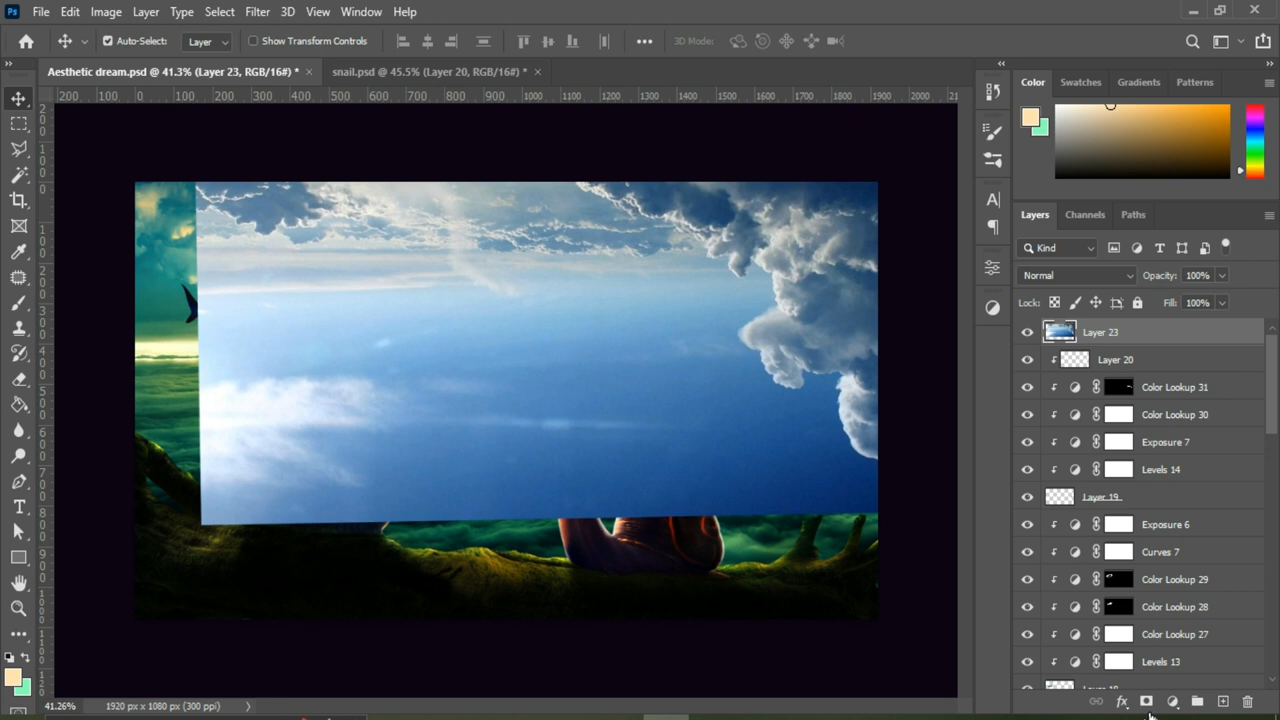 Ps File Edit Image Layer Type Select Filter 3D View Window Help
Auto-Select: Layer Show Transform Controls 3D Mode:
Aesthetic dream.psd @ 41.3% (Layer 23, RGB/16#) * snail.psd @ 45.5% (Layer 20, RGB/16#) *
200 100 0 100 200 300 400 500 600 700 800 900 1000 1100 1200 1300 1400 1500 1600 1700 1800 1900 2000 21
Color Swatches Gradients Patterns
Layers Channels Paths
Kind
Normal Opacity: 100%
Lock: Fill: 100%
Layer 23
Layer 20
Color Lookup 31
Color Lookup 30
Exposure 7
Levels 14
Layer 19
Exposure 6
Curves 7
Color Lookup 29
Color Lookup 28
Color Lookup 27
Levels 13
Layer 18
fx
41.26% 1920 px x 1080 px (300 ppi)